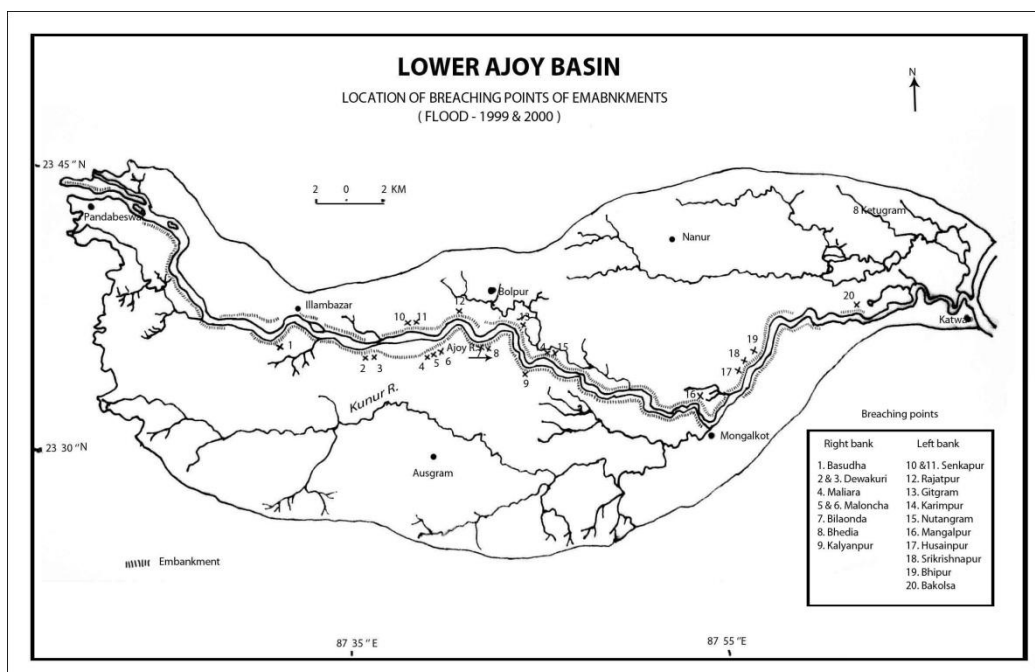 LOWER AJOY BASIN
LOCATION OF BREACHING POINTS OF EMABNKMENTS
( FLOOD - 1999 & 2000 )
N
23 45 " N
2 0 2 KM
Pandabeswar
8 Ketugram
Nanur
Bolpur
Illambazar
12
20
10 11
13
Katwa
Ajoy R.
1
2 3
4 5 6
7 8
9
14 15
19
18
17
16
Kunur R.
Mongalkot
23 30 "N
Ausgram
Breaching points
Right bank
1. Basudha
2 & 3. Dewakuri
4. Maliara
5 & 6. Maloncha
7. Bilaonda
8. Bhedia
9. Kalyanpur
Left bank
10 &11. Senkapur
12. Rajatpur
13. Gitgram
14. Karimpur
15. Nutangram
16. Mangalpur
17. Husainpur
18. Srikrishnapur
19. Bhipur
20. Bakolsa
Embankment
87 35 " E
87 55 "E